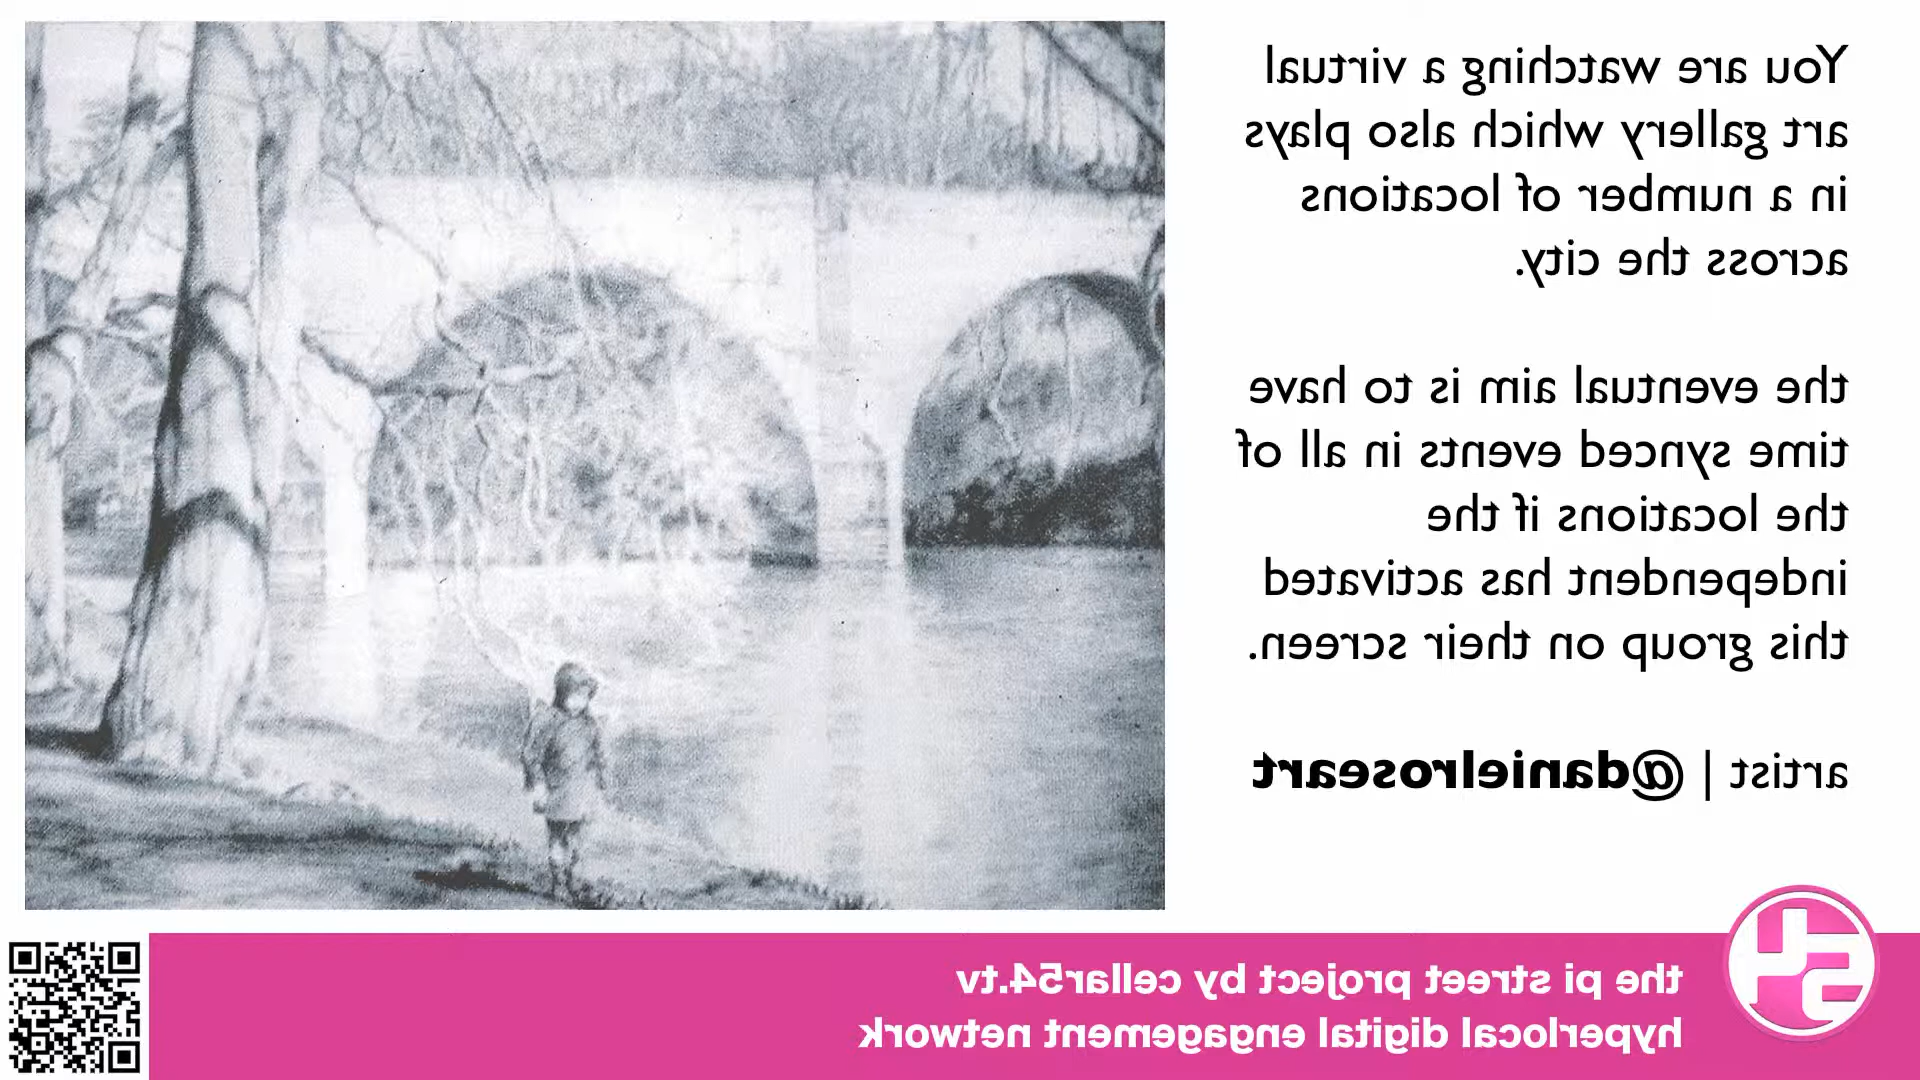 You are watching a virtual
art gallery which also plays
in a number of locations
across the city.
the eventual aim is to have
time synced events in all of
the locations if the
independent has activated
this group on their screen.
artist | @danielroseart
the pi street project by cellar54.tv
hyperlocal digital engagement network